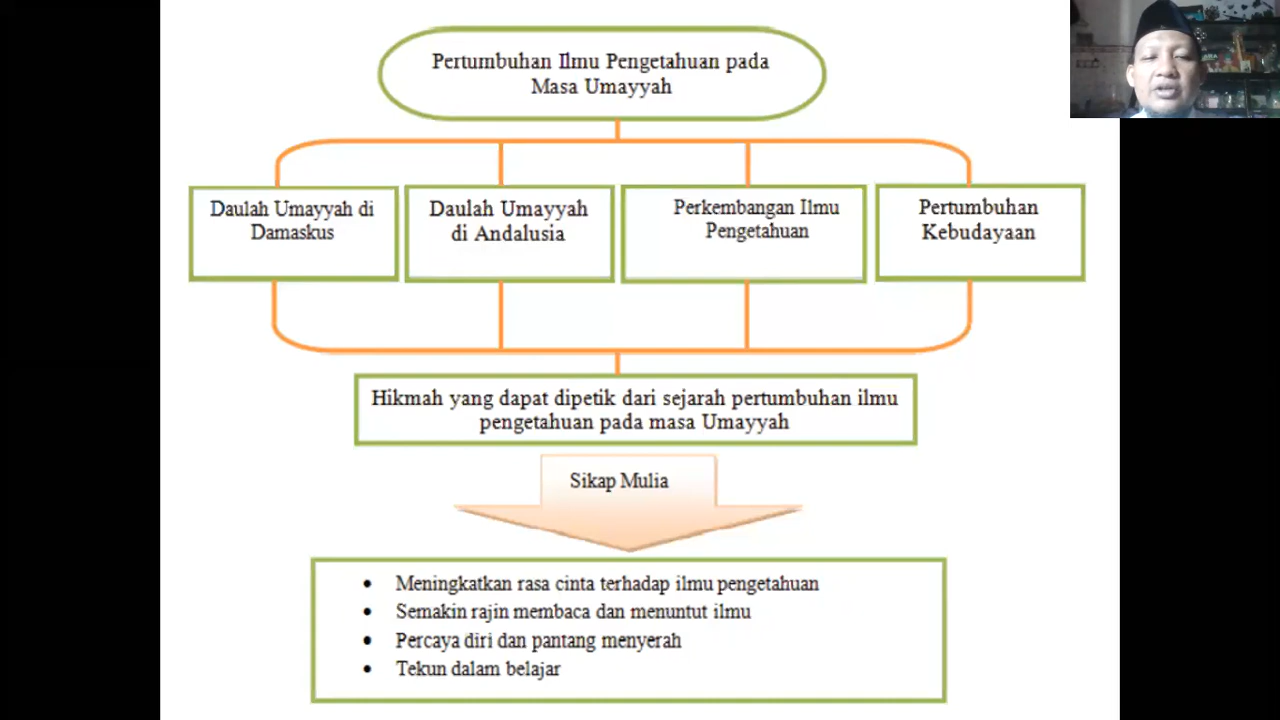 Pertumbuhan Ilmu Pengetahuan pada
Masa Umayyah
Daulah Umayyah di
Damaskus
Daulah Umayyah
di Andalusia
Perkembangan Ilmu
Pengetahuan
Pertumbuhan
Kebudayaan
Hikmah yang dapat dipetik dari sejarah pertumbuhan ilmu
pengetahuan pada masa Umayyah
Sikap Mulia
• Meningkatkan rasa cinta terhadap ilmu pengetahuan
• Semakin rajin membaca dan menuntut ilmu
• Percaya diri dan pantang menyerah
• Tekun dalam belajar